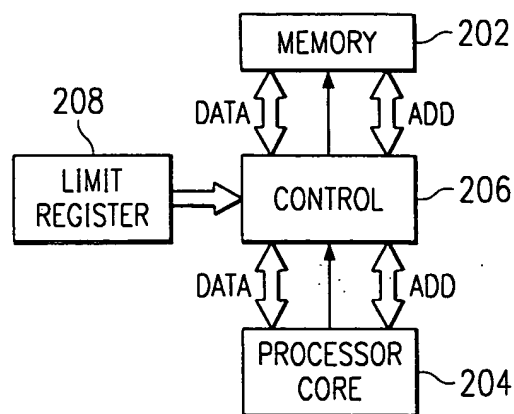 MEMORY
202
DATA
ADD
208
LIMIT
REGISTER
CONTROL
206
DATA
ADD
PROCESSOR
CORE
204